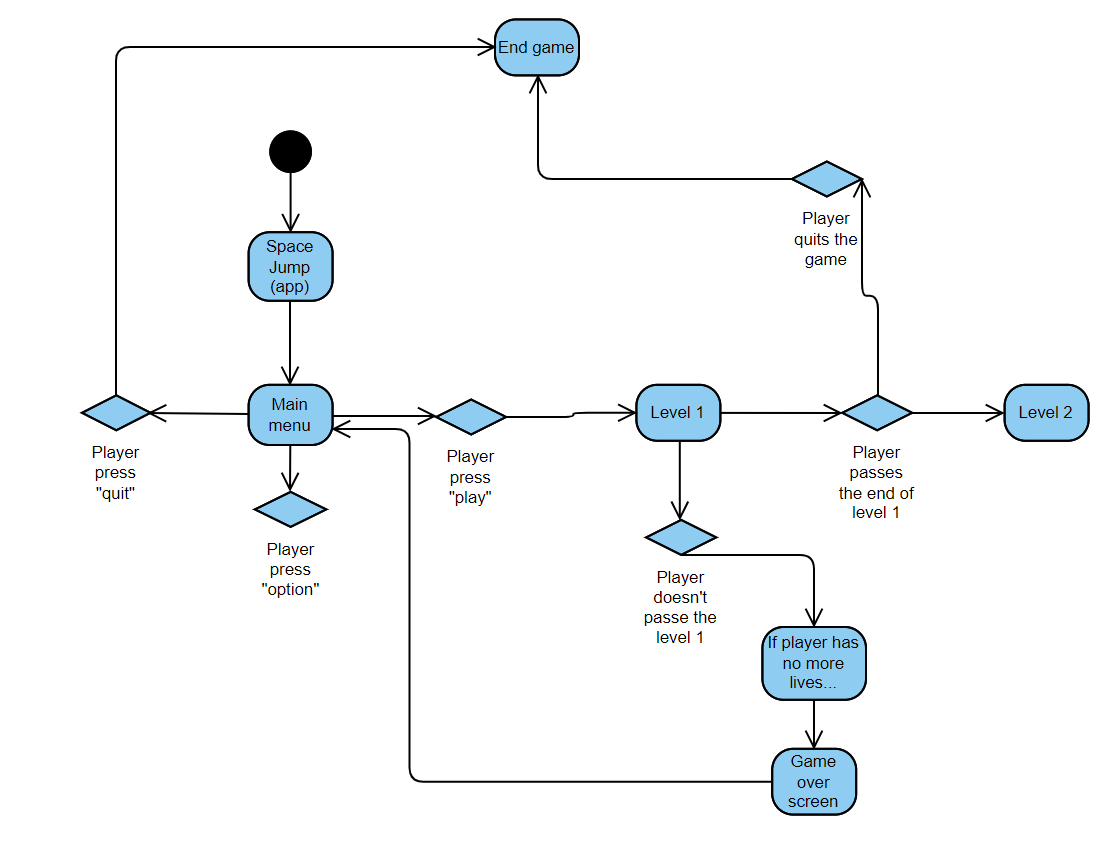 End game
Player
quits the
game
Space
Jump
(app)
Main
menu
Level 1
Level 2
Player
press
"quit"
Player
press
"play"
Player
passes
the end of
level 1
Player
press
"option"
Player
doesn't
passe the
level 1
If player has
no more
lives...
Game
over
screen